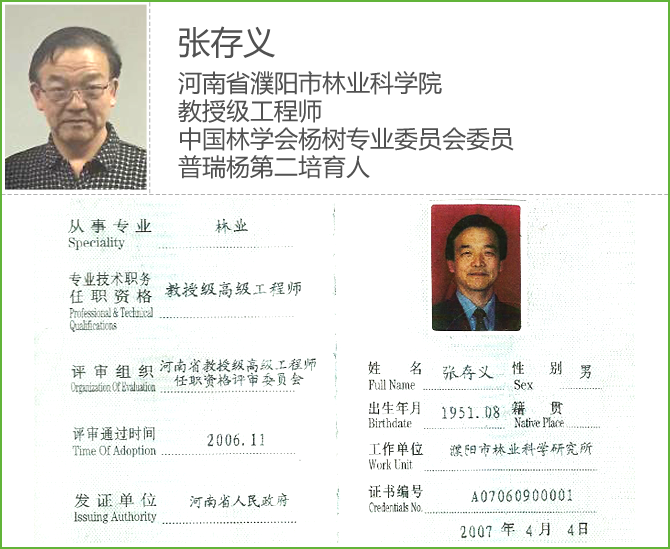 张存义
河南省濮阳市林业科学院
教授级工程师
中国林学会杨树专业委员会委员
普瑞杨第二培育人
从事专业 林业
Speciality
专业技术职务
任职资格 教授级高级工程师
Professional & Technical
Qualifications
评审组织 河南省教授级高级工程师
任职资格评审委员会
Organization Of Evaluation
评审通过时间 2006.11
Time Of Adoption
发证单位 河南省人民政府
Issuing Authority
姓名 张存义 性别 男
Full Name Sex
出生年月 1951.08 籍贯
Birthdate Native Place
工作单位 濮阳市林业科学研究所
Work Unit
证书编号 A07060900001
Credentials No.
2007 年 4 月 4 日